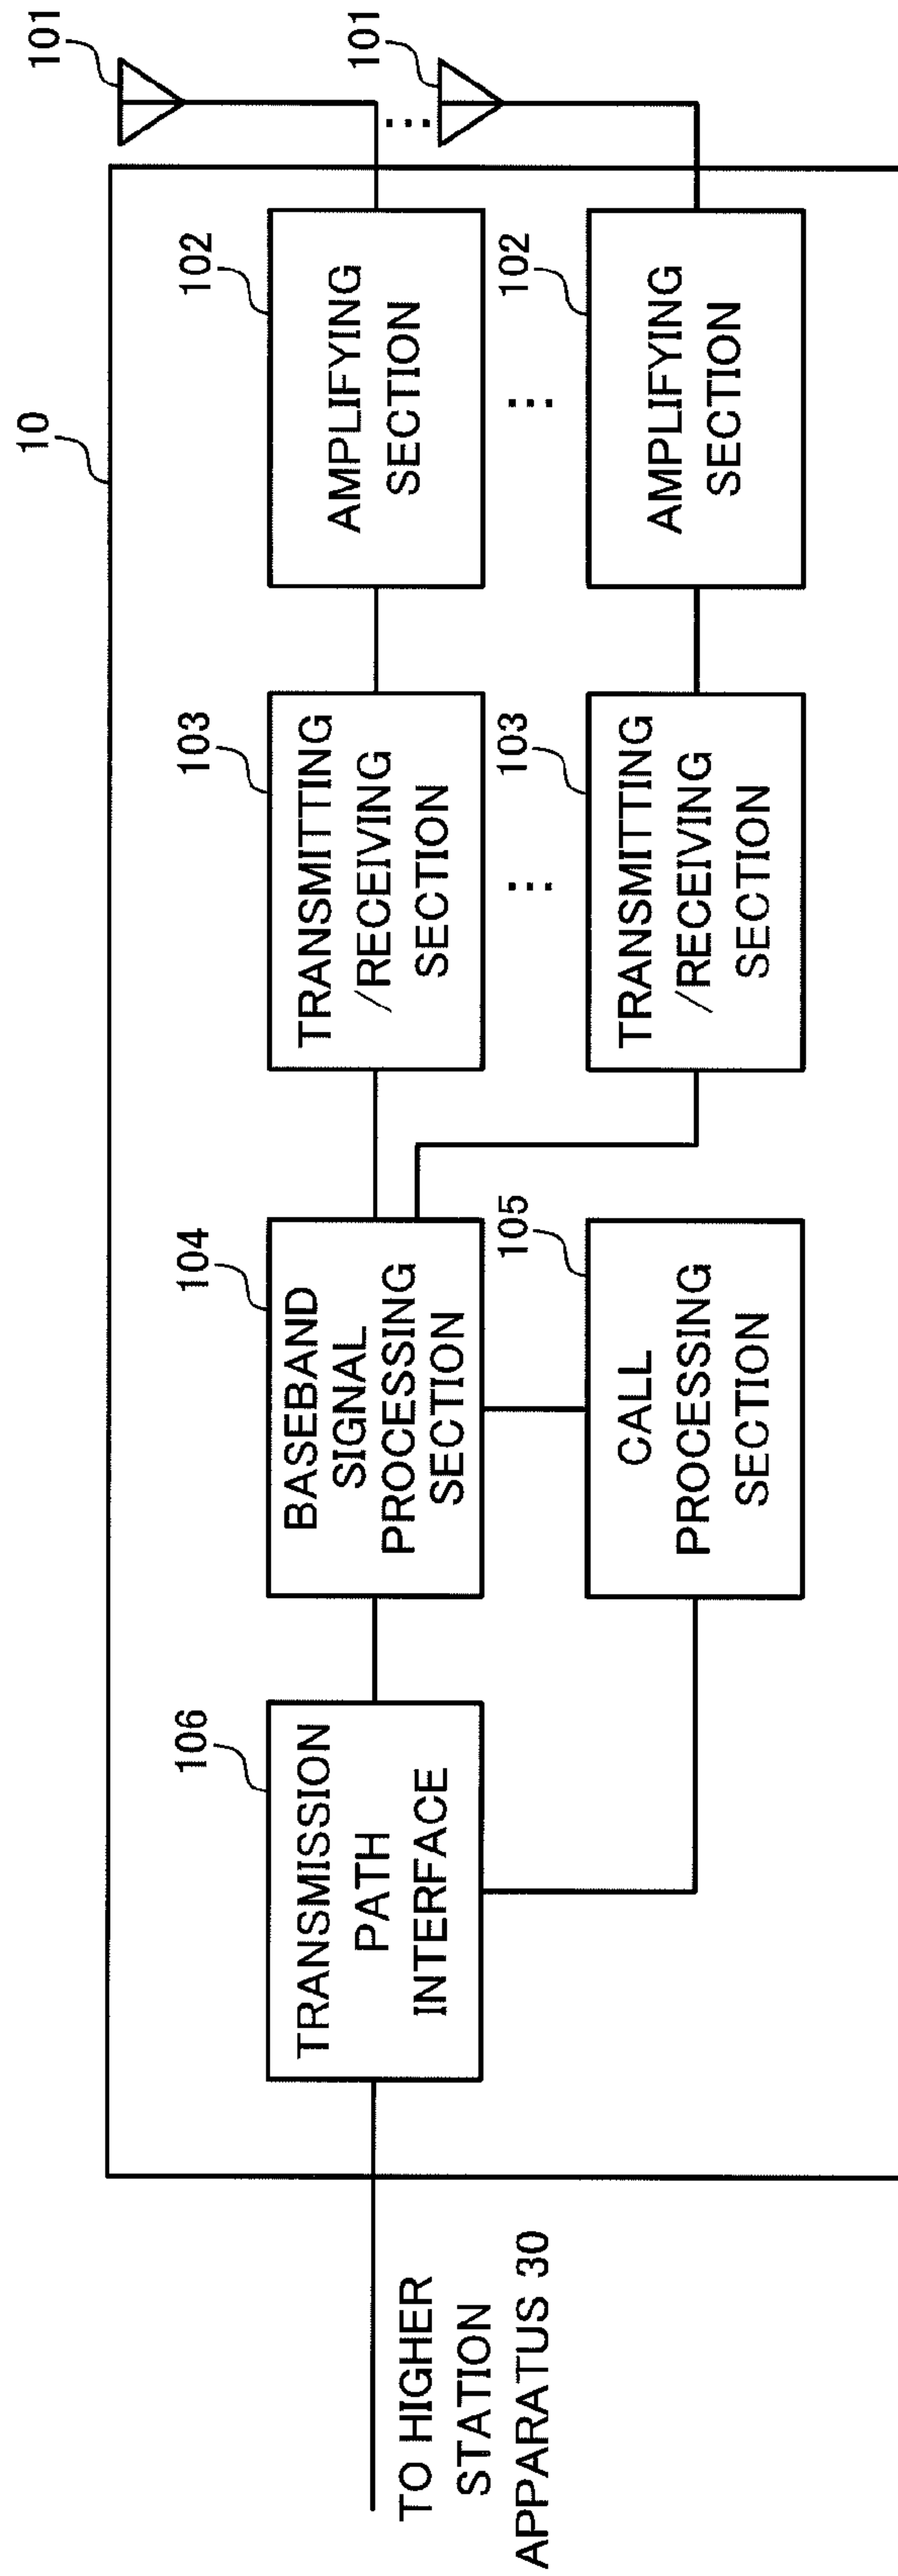 10
101
101
102
AMPLIFYING
SECTION
102
AMPLIFYING
SECTION
103
TRANSMITTING
/RECEIVING
SECTION
103
TRANSMITTING
/RECEIVING
SECTION
104
BASEBAND
SIGNAL
PROCESSING
SECTION
105
CALL
PROCESSING
SECTION
106
TRANSMISSION
PATH
INTERFACE
TO HIGHER
STATION
APPARATUS 30